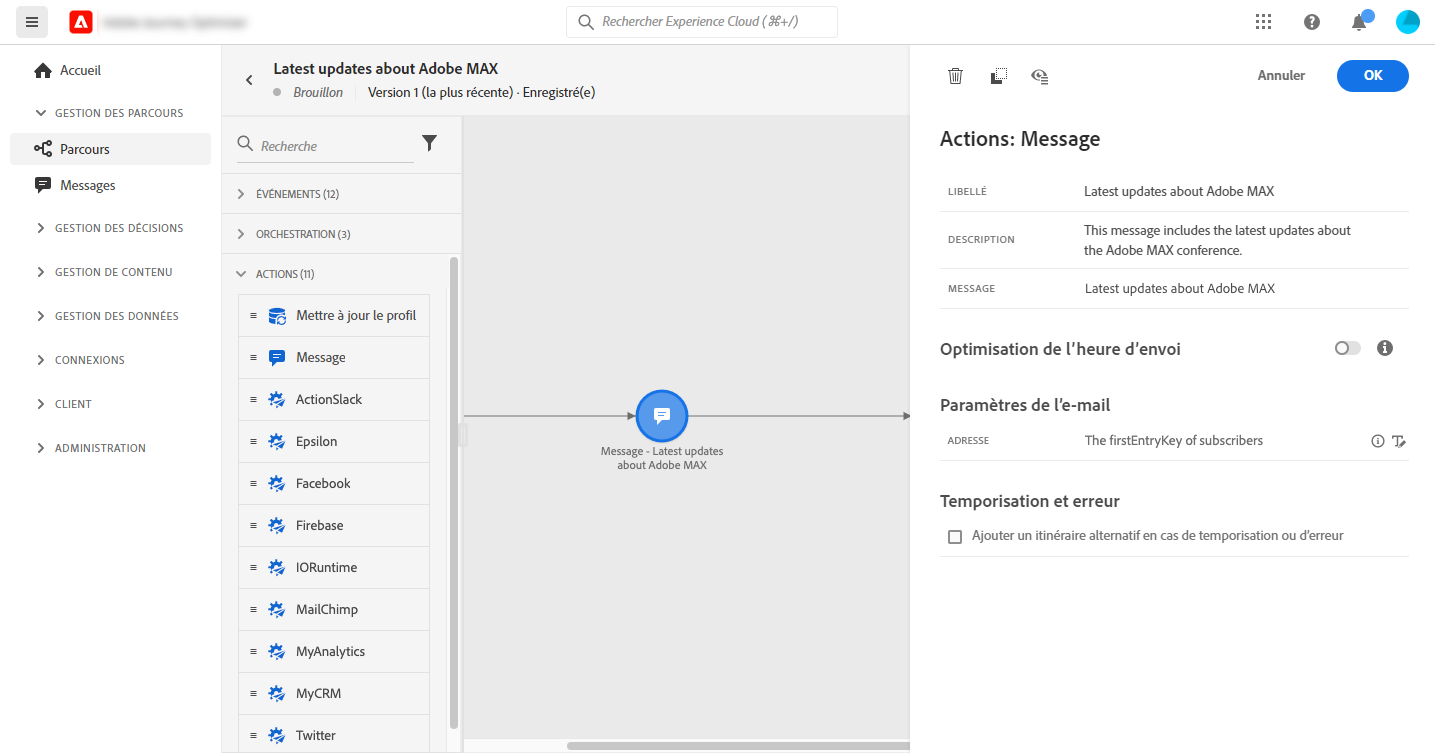 Rechercher Experience Cloud (⌘+/)
Accueil
GESTION DES PARCOURS
Parcours
Messages
GESTION DES DÉCISIONS
GESTION DE CONTENU
GESTION DES DONNÉES
CONNEXIONS
CLIENT
ADMINISTRATION
Latest updates about Adobe MAX
Brouillon Version 1 (la plus récente) · Enregistré(e)
Recherche
ÉVÉNEMENTS (12)
ORCHESTRATION (3)
ACTIONS (11)
Mettre à jour le profil
Message
ActionSlack
Epsilon
Facebook
Firebase
IORuntime
MailChimp
MyAnalytics
MyCRM
Twitter
Message - Latest updates
about Adobe MAX
Annuler OK
Actions: Message
LIBELLÉ Latest updates about Adobe MAX
DESCRIPTION This message includes the latest updates about
the Adobe MAX conference.
MESSAGE Latest updates about Adobe MAX
Optimisation de l'heure d'envoi
Paramètres de l'e-mail
ADRESSE The firstEntryKey of subscribers
Temporisation et erreur
Ajouter un itinéraire alternatif en cas de temporisation ou d'erreur